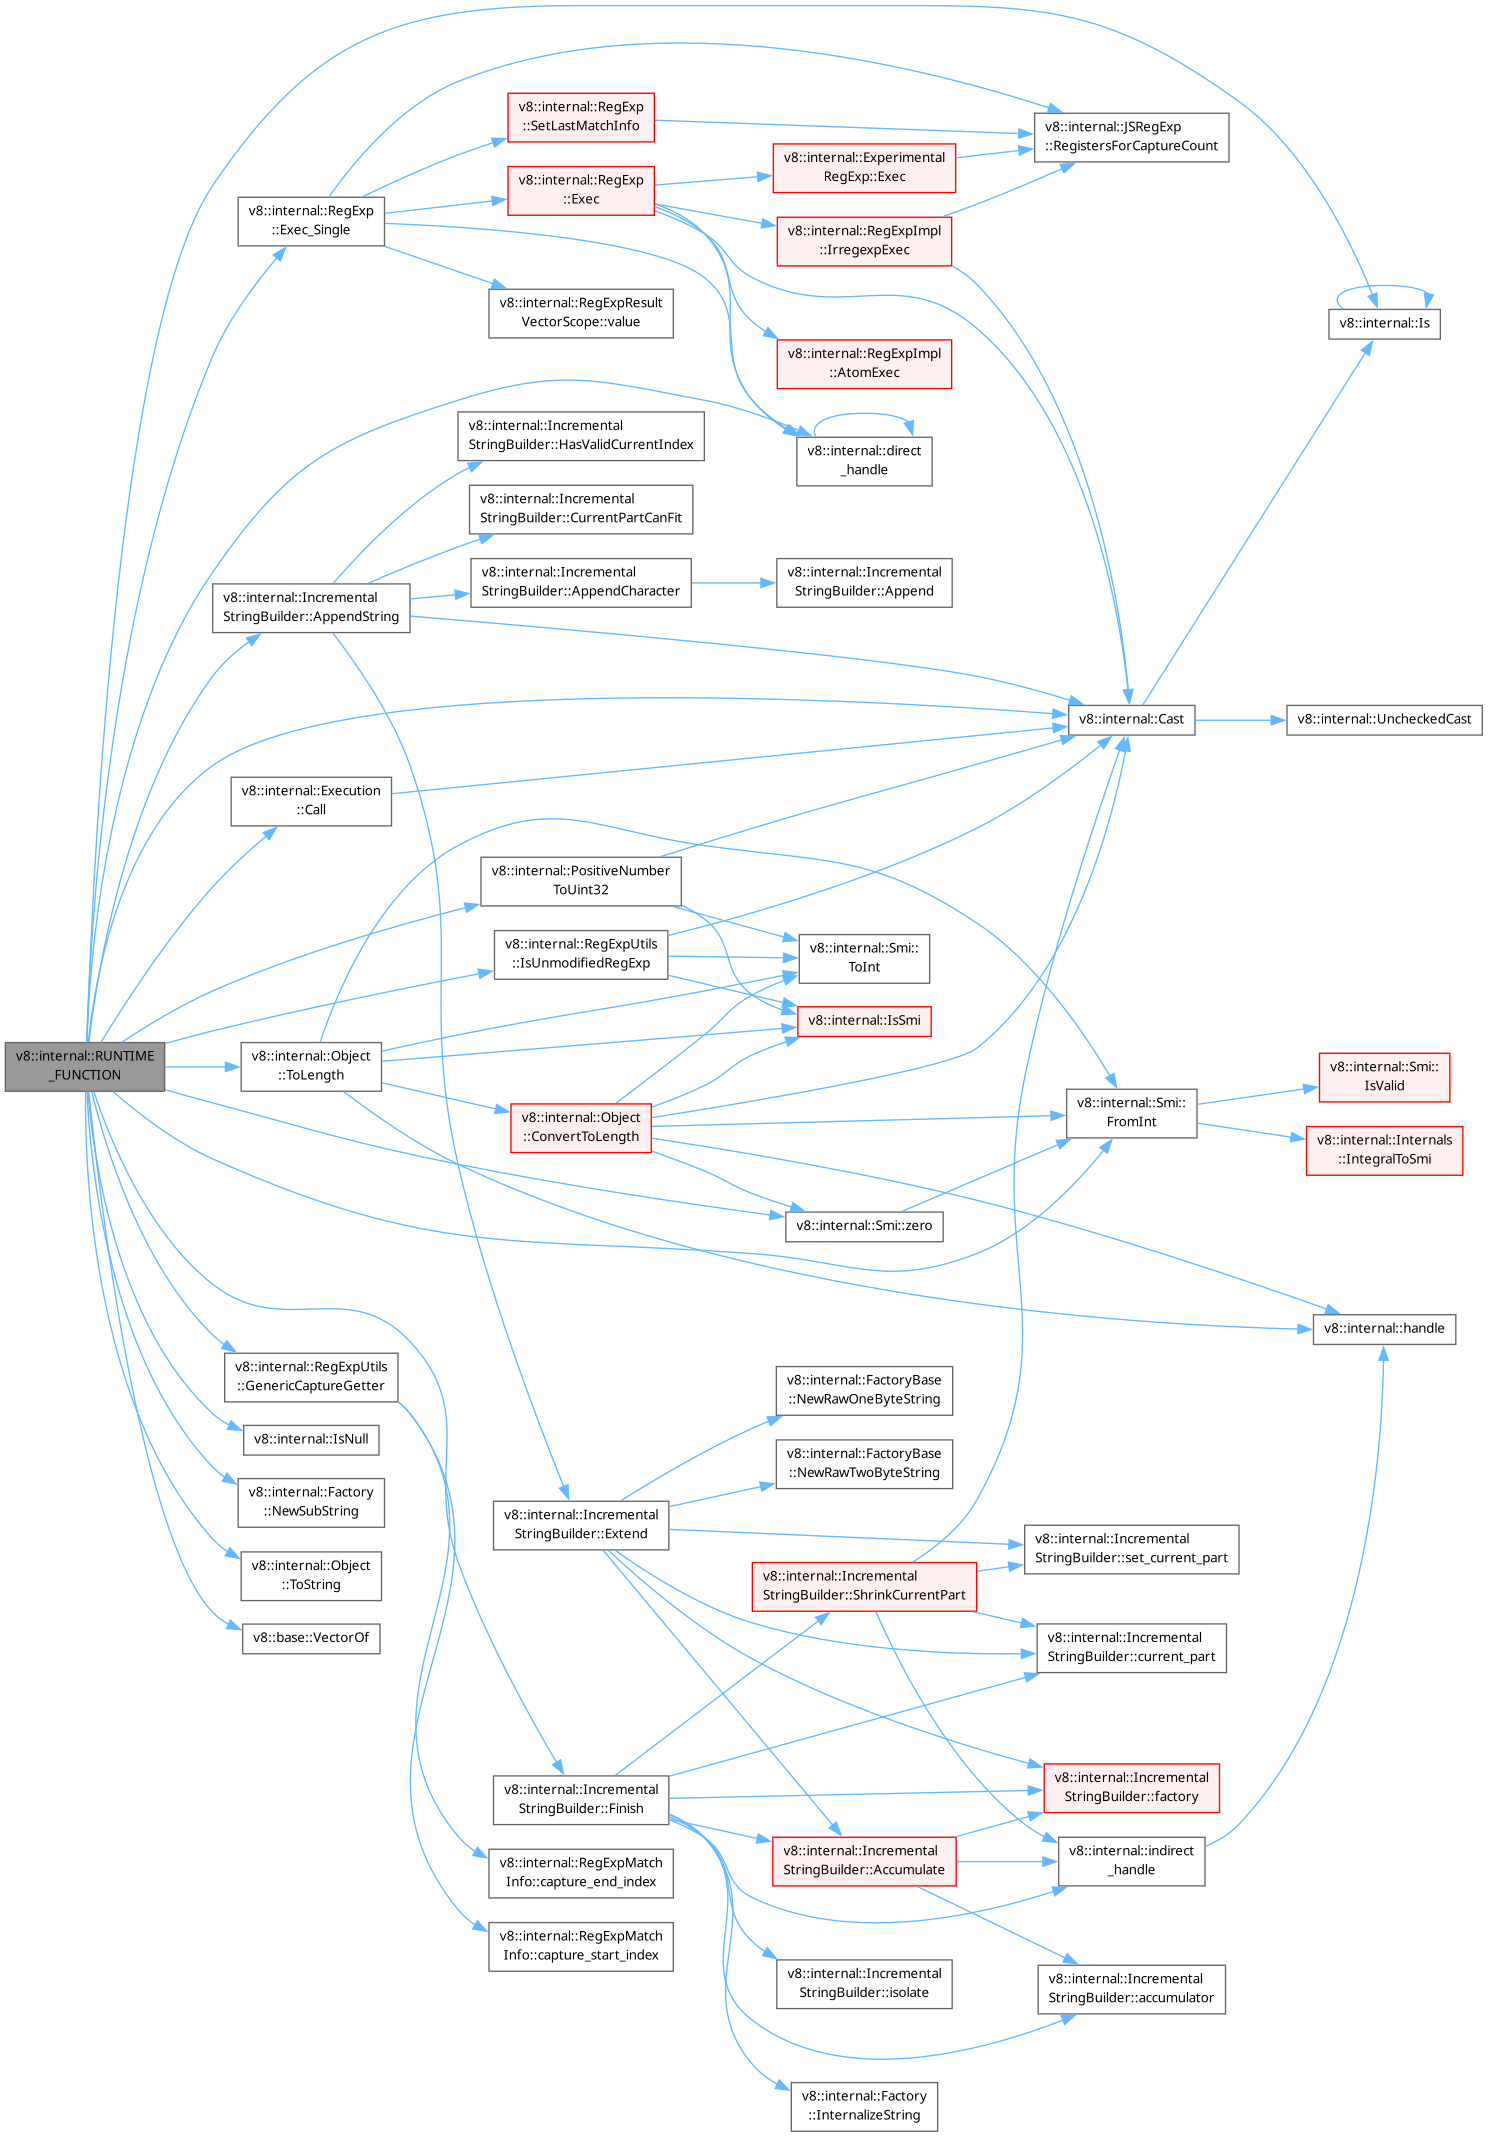 v8::internal::RegExp
::SetLastMatchInfo
v8::internal::JSRegExp
::RegistersForCaptureCount
v8::internal::Experimental
RegExp::Exec
v8::internal::RegExp
::Exec
v8::internal::RegExp
::Exec_Single
v8::internal::RegExpImpl
::IrregexpExec
v8::internal::RegExpResult
VectorScope::value
v8::internal::Is
v8::internal::RegExpImpl
::AtomExec
v8::internal::Incremental
StringBuilder::HasValidCurrentIndex
v8::internal::direct
_handle
v8::internal::Incremental
StringBuilder::CurrentPartCanFit
v8::internal::Incremental
StringBuilder::AppendCharacter
v8::internal::Incremental
StringBuilder::Append
v8::internal::Incremental
StringBuilder::AppendString
v8::internal::Cast
v8::internal::UncheckedCast
v8::internal::Execution
::Call
v8::internal::PositiveNumber
ToUint32
v8::internal::RegExpUtils
::IsUnmodifiedRegExp
v8::internal::Smi::
ToInt
v8::internal::IsSmi
v8::internal::RUNTIME
_FUNCTION
v8::internal::Object
::ToLength
v8::internal::Smi::
IsValid
v8::internal::Object
::ConvertToLength
v8::internal::Smi::
FromInt
v8::internal::Internals
::IntegralToSmi
v8::internal::Smi::zero
v8::internal::handle
v8::internal::RegExpUtils
::GenericCaptureGetter
v8::internal::FactoryBase
::NewRawOneByteString
v8::internal::IsNull
v8::internal::FactoryBase
::NewRawTwoByteString
v8::internal::Factory
::NewSubString
v8::internal::Incremental
StringBuilder::Extend
v8::internal::Incremental
StringBuilder::set_current_part
v8::internal::Object
::ToString
v8::internal::Incremental
StringBuilder::ShrinkCurrentPart
v8::base::VectorOf
v8::internal::Incremental
StringBuilder::current_part
v8::internal::Incremental
StringBuilder::Finish
v8::internal::Incremental
StringBuilder::factory
v8::internal::Incremental
StringBuilder::Accumulate
v8::internal::indirect
_handle
v8::internal::RegExpMatch
Info::capture_end_index
v8::internal::RegExpMatch
Info::capture_start_index
v8::internal::Incremental
StringBuilder::isolate
v8::internal::Incremental
StringBuilder::accumulator
v8::internal::Factory
::InternalizeString